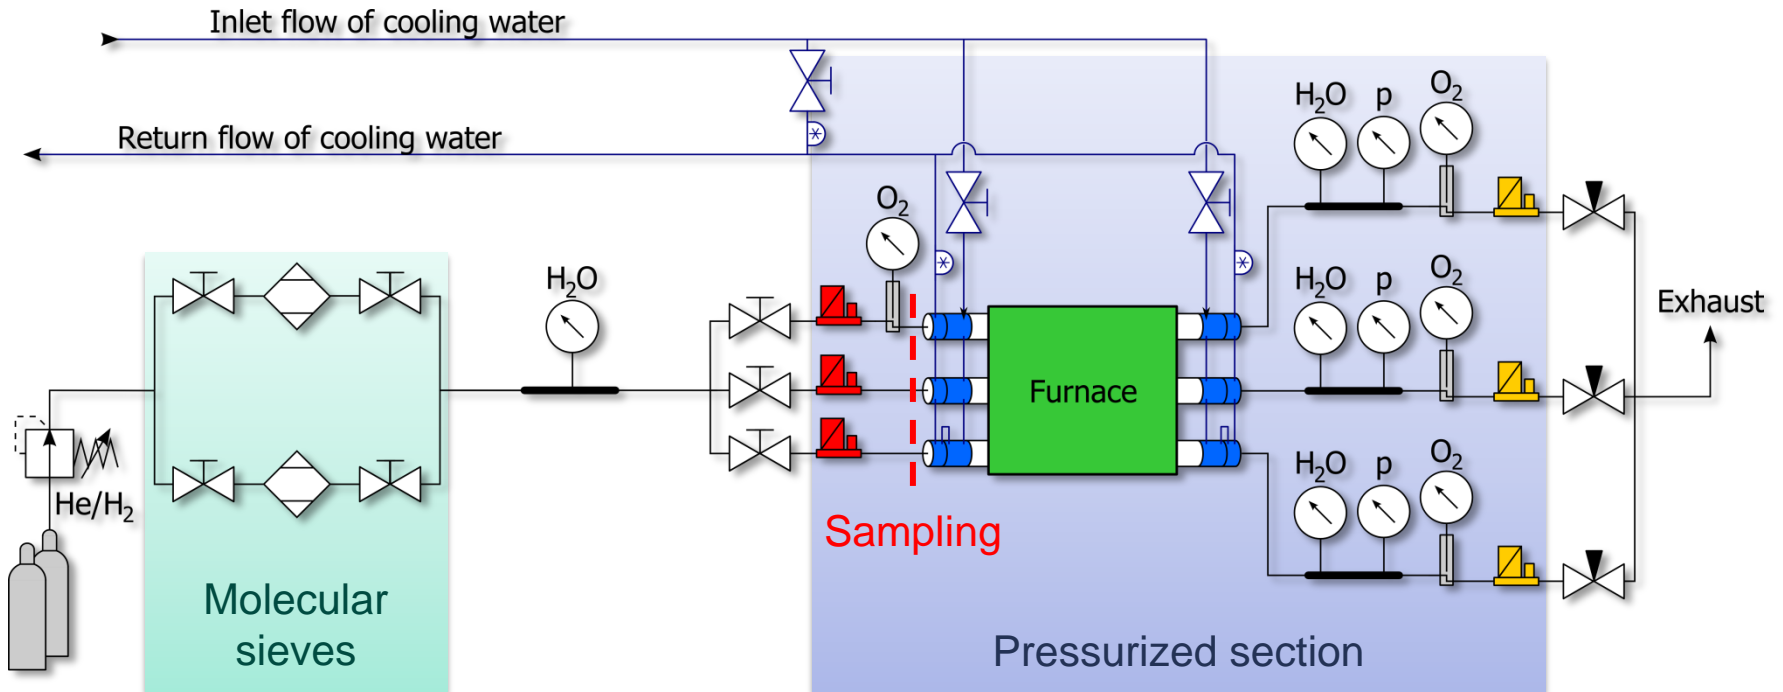 Inlet flow of cooling water
Return flow of cooling water
H₂O
p
O₂
O₂
H₂O
H₂O
p
O₂
Exhaust
Furnace
He/H₂
H₂O
p
O₂
Sampling
Molecular
sieves
Pressurized section